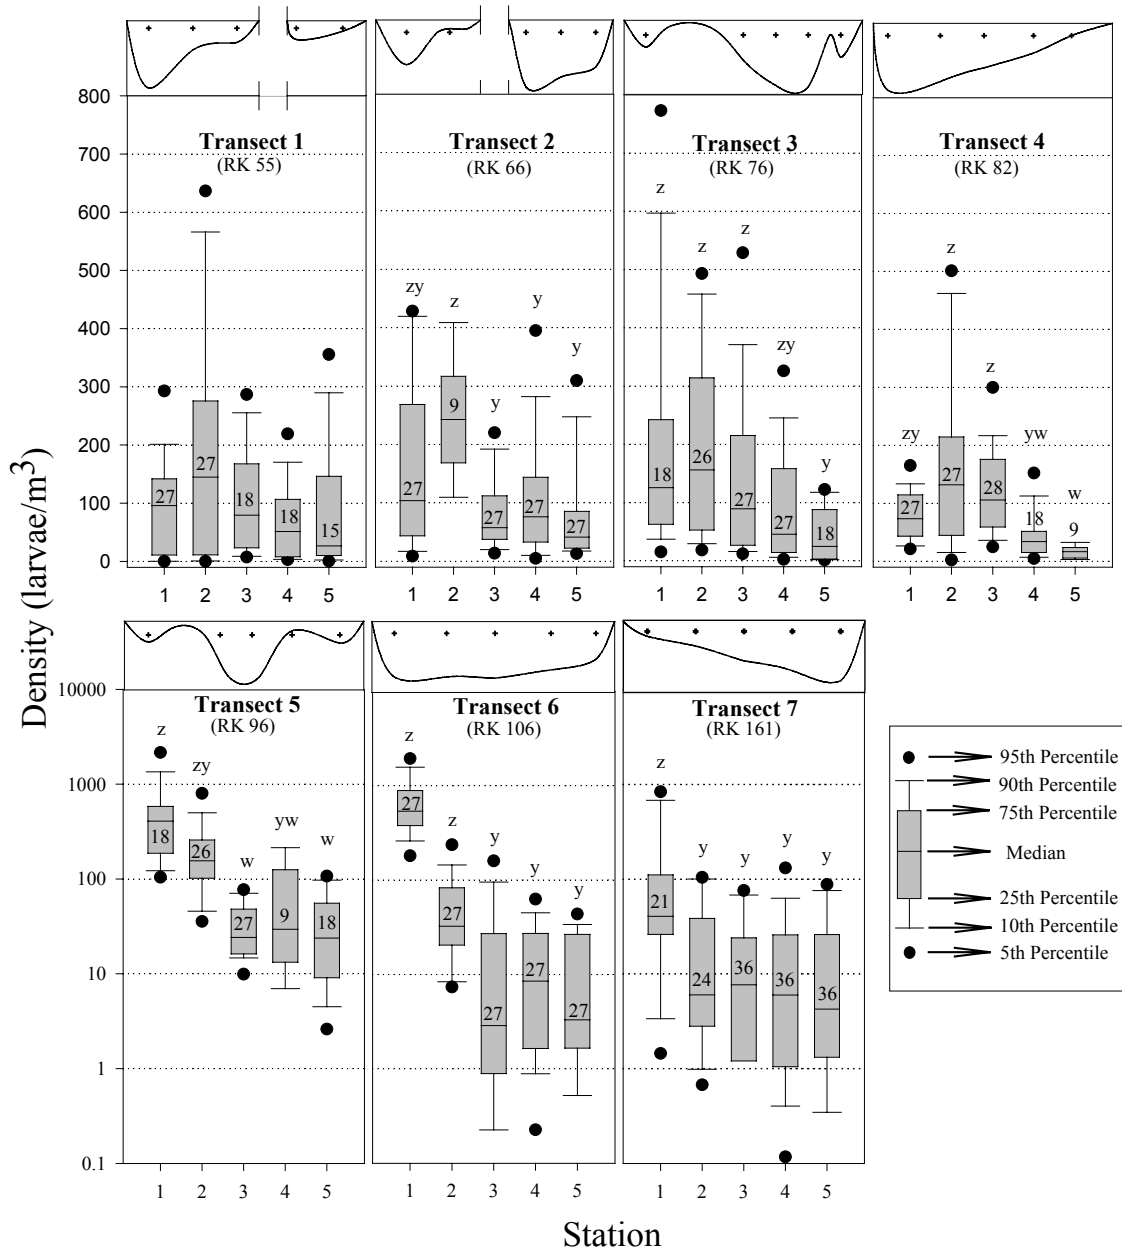 Density (larvae/m³)
800
700
600
500
400
300
200
100
0
Transect 1
(RK 55)
27
27
18
18
15
1 2 3 4 5
Transect 2
(RK 66)
zy z y y y
27
9
27
27
27
1 2 3 4 5
Transect 3
(RK 76)
z z z zy y
18
26
27
27
18
1 2 3 4 5
Transect 4
(RK 82)
zy z z yw w
27
27
28
18
9
1 2 3 4 5
10000
1000
100
10
1
0.1
Transect 5
(RK 96)
z zy w yw w
18
26
27
9
18
1 2 3 4 5
Transect 6
(RK 106)
z z y y y
27
27
27
27
27
1 2 3 4 5
Transect 7
(RK 161)
z y y y y
21
24
36
36
36
1 2 3 4 5
95th Percentile
90th Percentile
75th Percentile
Median
25th Percentile
10th Percentile
5th Percentile
Station